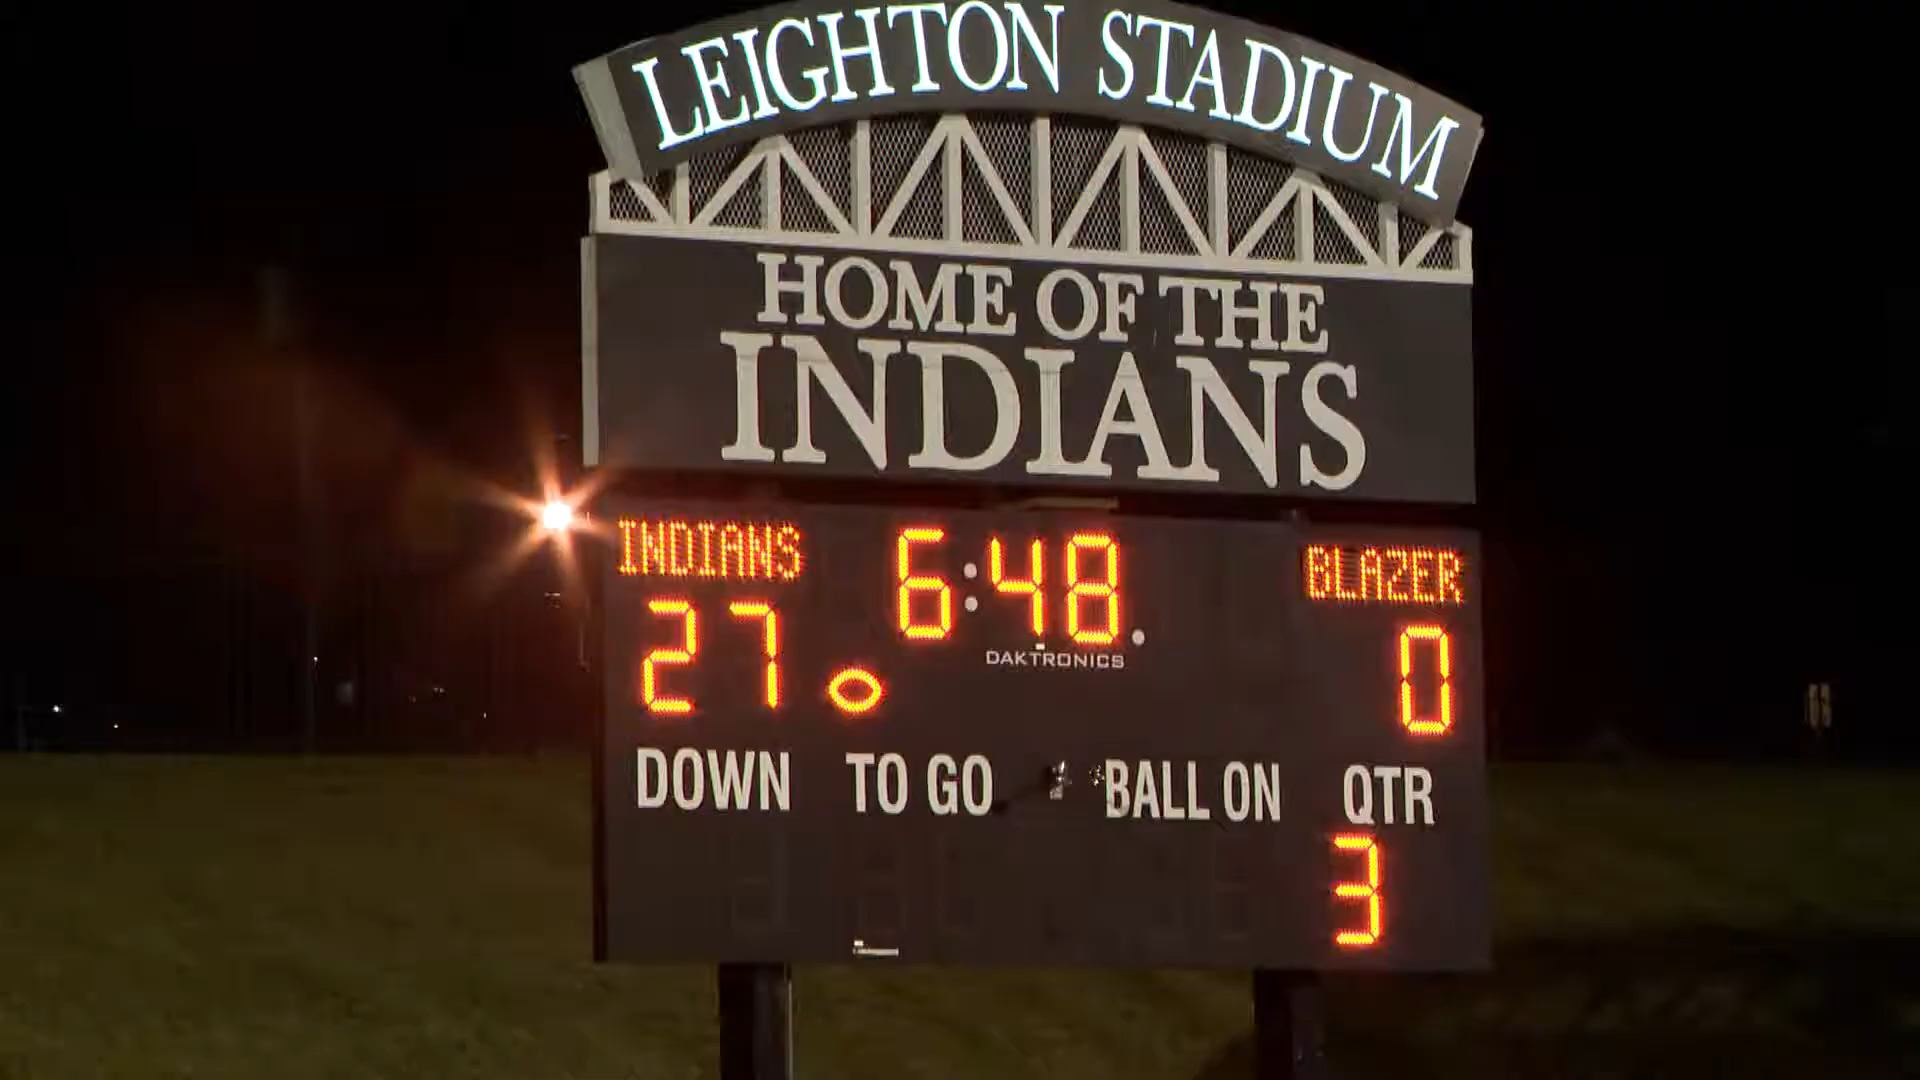 LEIGHTON STADIUM
HOME OF THE
INDIANS
INDIANS 6:48 BLAZER
27 0
DAKTRONICS
DOWN TO GO BALL ON QTR
3